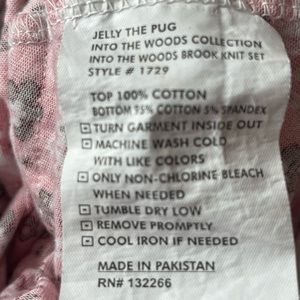 JELLY THE PUG
INTO THE WOODS COLLECTION
INTO THE WOODS BROOK KNIT SET
STYLE # 1729
TOP 100% COTTON
BOTTOM 95% COTTON 5% SPANDEX
TURN GARMENT INSIDE OUT
MACHINE WASH COLD
WITH LIKE COLORS
ONLY NON-CHLORINE BLEACH
WHEN NEEDED
TUMBLE DRY LOW
REMOVE PROMPTLY
COOL IRON IF NEEDED
MADE IN PAKISTAN
RN# 132266